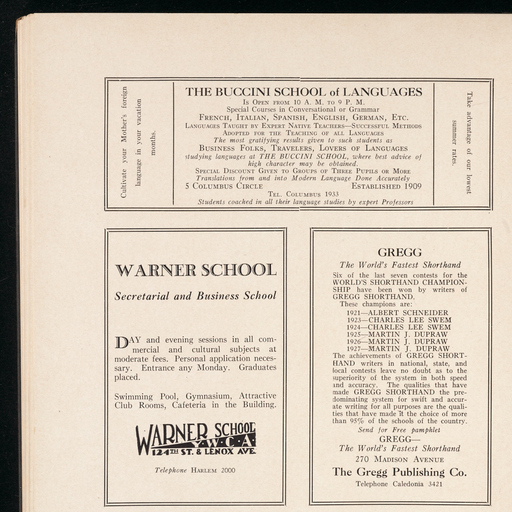 Cultivate your Mother's foreign
language in your vacation
months.
THE BUCCINI SCHOOL of LANGUAGES
IS OPEN FROM 10 A. M. TO 9 P. M.
Special Courses in Conversational or Grammar
FRENCH, ITALIAN, SPANISH, ENGLISH, GERMAN, ETC.
LANGUAGES TAUGHT BY EXPERT NATIVE TEACHERS—SUCCESSFUL METHODS
ADOPTED FOR THE TEACHING OF ALL LANGUAGES
The most gratifying results given to such students as
BUSINESS FOLKS, TRAVELERS, LOVERS OF LANGUAGES
studying languages at THE BUCCINI SCHOOL, where best advice of
high character may be obtained.
SPECIAL DISCOUNT GIVEN TO GROUPS OF THREE PUPILS OR MORE
Translations from and into Modern Language Done Accurately
5 COLUMBUS CIRCLE ESTABLISHED 1909
TEL. COLUMBUS 1933
Students coached in all their language studies by expert Professors
Take advantage of our lowest
summer rates.
WARNER SCHOOL
Secretarial and Business School
DAY and evening sessions in all com-
mercial and cultural subjects at
moderate fees. Personal application neces-
sary. Entrance any Monday. Graduates
placed.
Swimming Pool, Gymnasium, Attractive
Club Rooms, Cafeteria in the Building.
WARNER SCHOOL
Y.W.C.A.
124TH ST. & LENOX AVE.
Telephone HARLEM 2000
GREGG
The World's Fastest Shorthand
Six of the last seven contests for the
WORLD'S SHORTHAND CHAMPION-
SHIP have been won by writers of
GREGG SHORTHAND.
These champions are:
1921—ALBERT SCHNEIDER
1923—CHARLES LEE SWEM
1924—CHARLES LEE SWEM
1925—MARTIN J. DUPRAW
1926—MARTIN J. DUPRAW
1927—MARTIN J. DUPRAW
The achievements of GREGG SHORT-
HAND writers in national, state, and
local contests leave no doubt as to the
superiority of the system in both speed
and accuracy. The qualities that have
made GREGG SHORTHAND the pre-
dominating system for swift and accur-
ate writing for all purposes are the quali-
ties that have made it the choice of more
than 95% of the schools of the country.
Send for Free pamphlet
GREGG—
The World's Fastest Shorthand
270 MADISON AVENUE
The Gregg Publishing Co.
Telephone Caledonia 3421